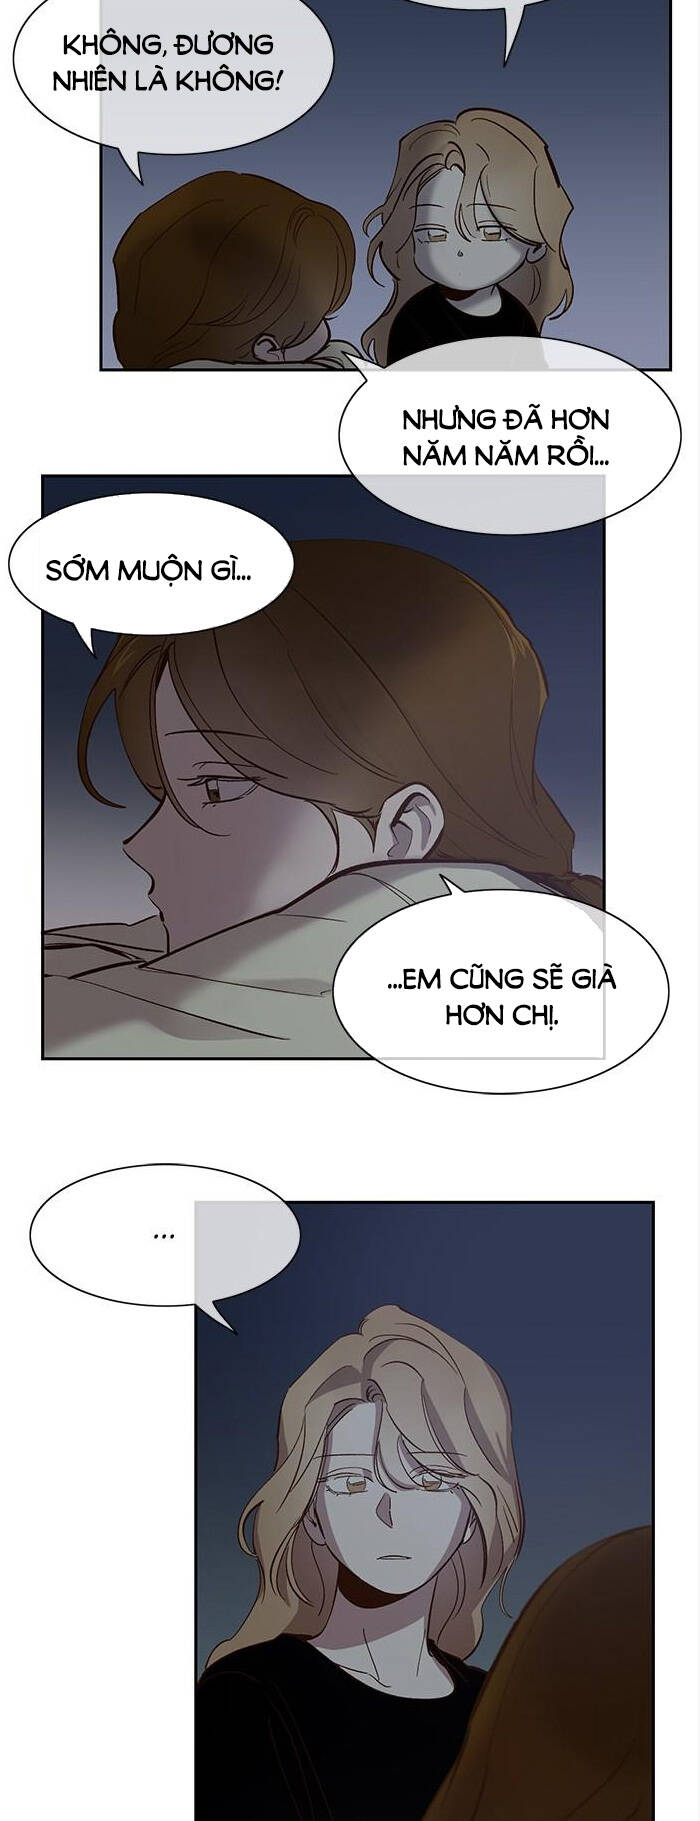 KHÔNG, ĐƯƠNG
NHIÊN LÀ KHÔNG!
NHƯNG ĐÃ HƠN
NĂM NĂM RỒI...
SỚM MUỘN GÌ...
...EM CŨNG SẼ GIÀ
HƠN CHỊ.
...